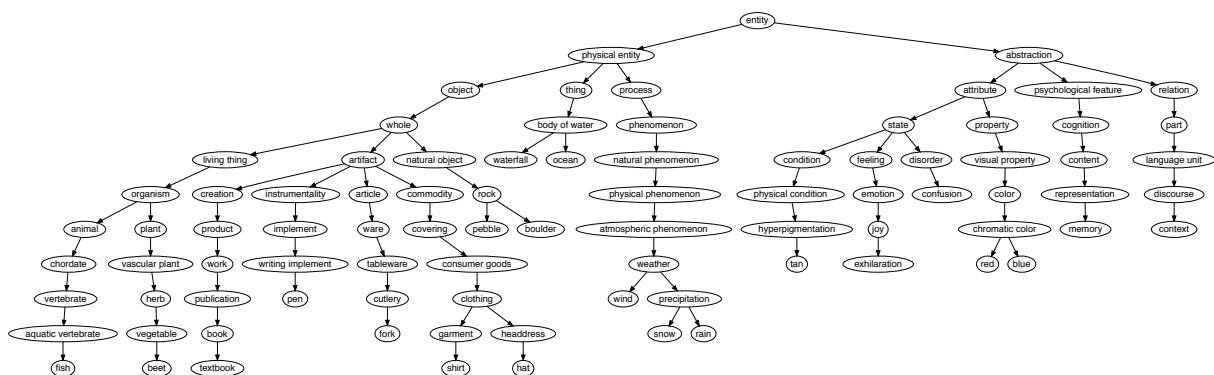 entity
physical entity abstraction
object thing process attribute psychological feature relation
whole body of water phenomenon state property cognition part
living thing artifact natural object waterfall ocean natural phenomenon condition feeling disorder visual property content language unit
organism creation instrumentality article commodity rock physical phenomenon physical condition emotion confusion color representation discourse
animal plant product implement ware covering pebble boulder atmospheric phenomenon hyperpigmentation joy chromatic color memory context
chordate vascular plant work writing implement tableware consumer goods weather tan exhilaration red blue
vertebrate herb publication pen cutlery clothing wind precipitation
aquatic vertebrate vegetable book fork garment headdress snow rain
fish beet textbook shirt hat